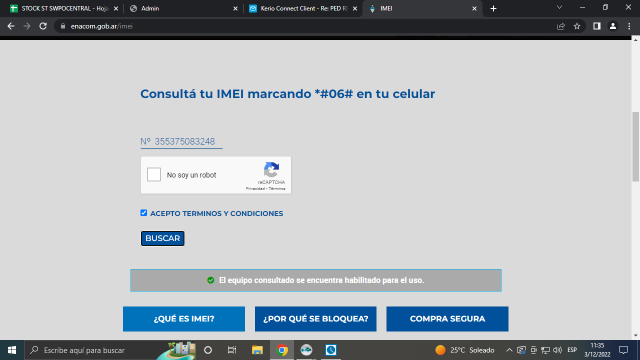 STOCK ST SWPOCENTRAL - Hoja
Admin
Kerio Connect Client - Re: PED RE
IMEI
enacom.gob.ar/imei
Consultá tu IMEI marcando *#06# en tu celular
Nº 355375083248
No soy un robot
reCAPTCHA
Privacidad - Términos
ACEPTO TERMINOS Y CONDICIONES
BUSCAR
El equipo consultado se encuentra habilitado para el uso.
¿QUÉ ES IMEI?
¿POR QUÉ SE BLOQUEA?
COMPRA SEGURA
Escribe aquí para buscar
25°C Soleado
ESP
11:35
3/12/2022